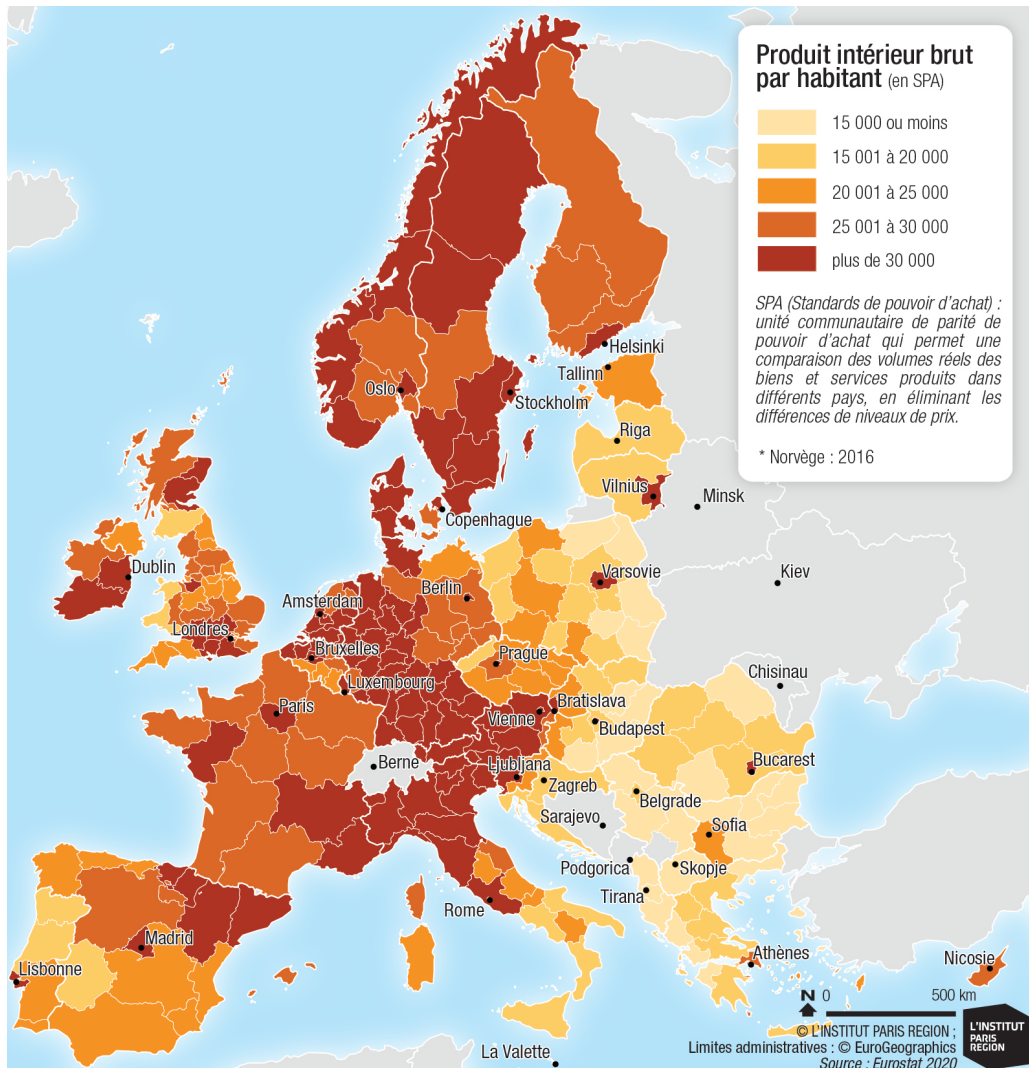 Produit intérieur brut
par habitant (en SPA)
15 000 ou moins
15 001 à 20 000
20 001 à 25 000
25 001 à 30 000
plus de 30 000
SPA (Standards de pouvoir d'achat) :
unité communautaire de parité de
pouvoir d'achat qui permet une
comparaison des volumes réels des
biens et services produits dans
différents pays, en éliminant les
différences de niveaux de prix.
* Norvège : 2016
Helsinki
Tallinn
Oslo
Stockholm
Riga
Vilnius
Minsk
Copenhague
Dublin
Varsovie
Kiev
Berlin
Amsterdam
Londres
Bruxelles
Prague
Luxembourg
Chisinau
Paris
Bratislava
Vienne
Budapest
Berne
Ljubljana
Bucarest
Zagreb
Belgrade
Sarajevo
Sofia
Podgorica
Skopje
Tirana
Rome
Madrid
Athènes
Nicosie
Lisbonne
N 0 500 km
La Valette
© L'INSTITUT PARIS REGION ;
Limites administratives : © EuroGeographics
Source : Eurostat 2020
L'INSTITUT
PARIS
REGION